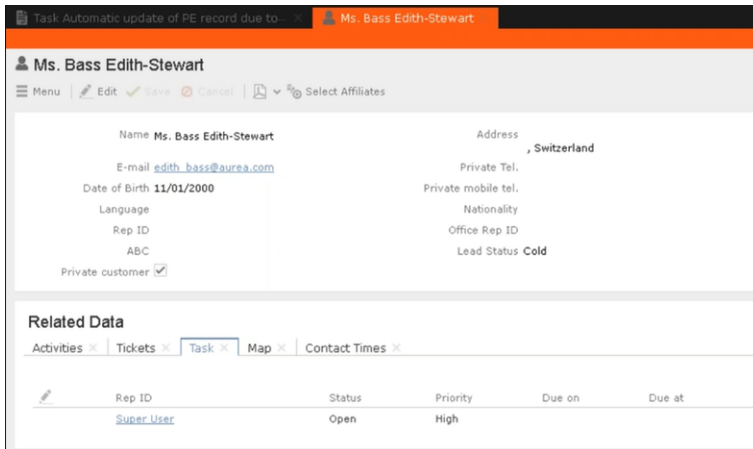 Task Automatic update of PE record due to... × Ms. Bass Edith-Stewart
Ms. Bass Edith-Stewart
Menu Edit Save Cancel Select Affiliates
Name Ms. Bass Edith-Stewart Address
, Switzerland
E-mail edith_bass@aurea.com Private Tel.
Date of Birth 11/01/2000 Private mobile tel.
Language Nationality
Rep ID Office Rep ID
ABC Lead Status Cold
Private customer
Related Data
Activities × Tickets × Task × Map × Contact Times ×
Rep ID Status Priority Due on Due at
Super User Open High